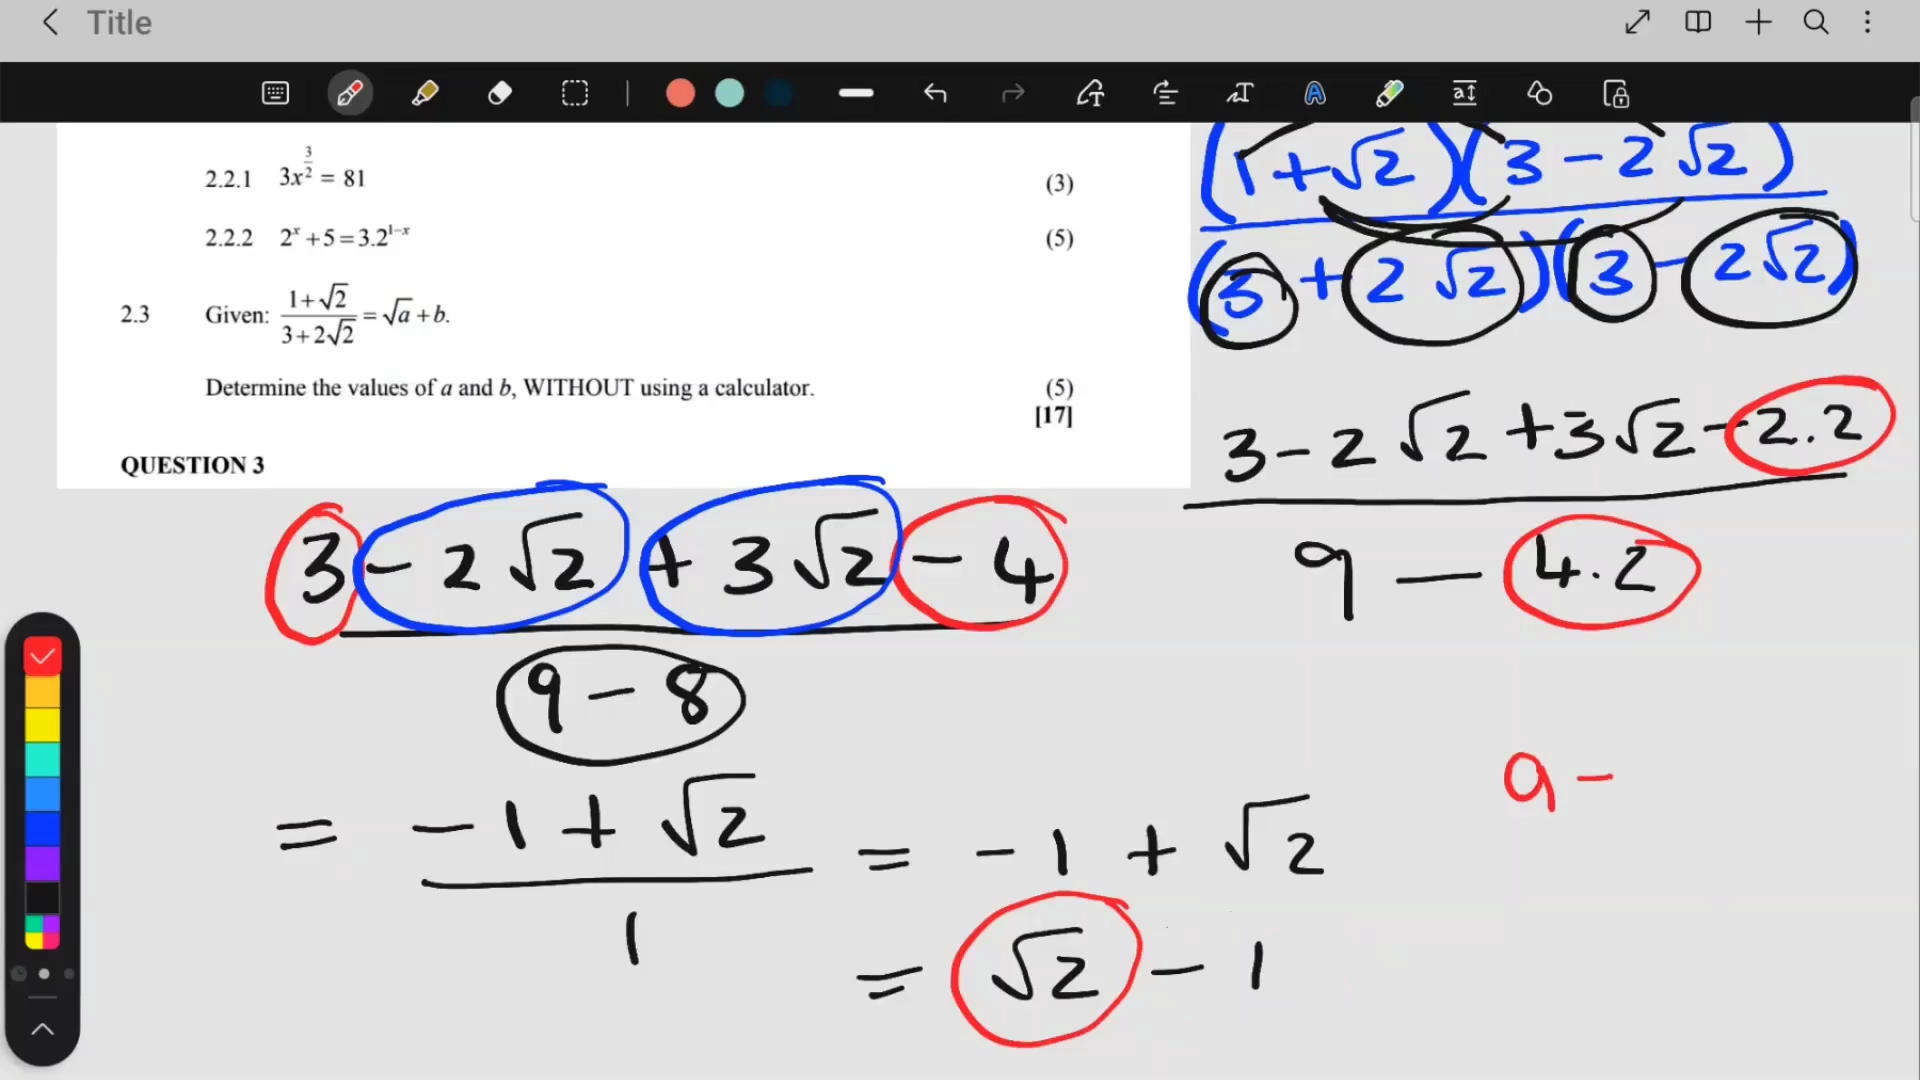 Title
2.2.1 3x^{3/2} = 81 (3)
2.2.2 2^x + 5 = 3.2^{1-x} (5)
2.3 Given: (1+√2)/(3+2√2) = √a + b.
Determine the values of a and b, WITHOUT using a calculator. (5)
[17]
QUESTION 3
(1+√2)(3-2√2)
(3+2√2)(3-2√2)
3-2√2+3√2-2.2
9-4.2
3-2√2+3√2-4
9-8
= -1+√2
1
= -1+√2
= √2-1
a -